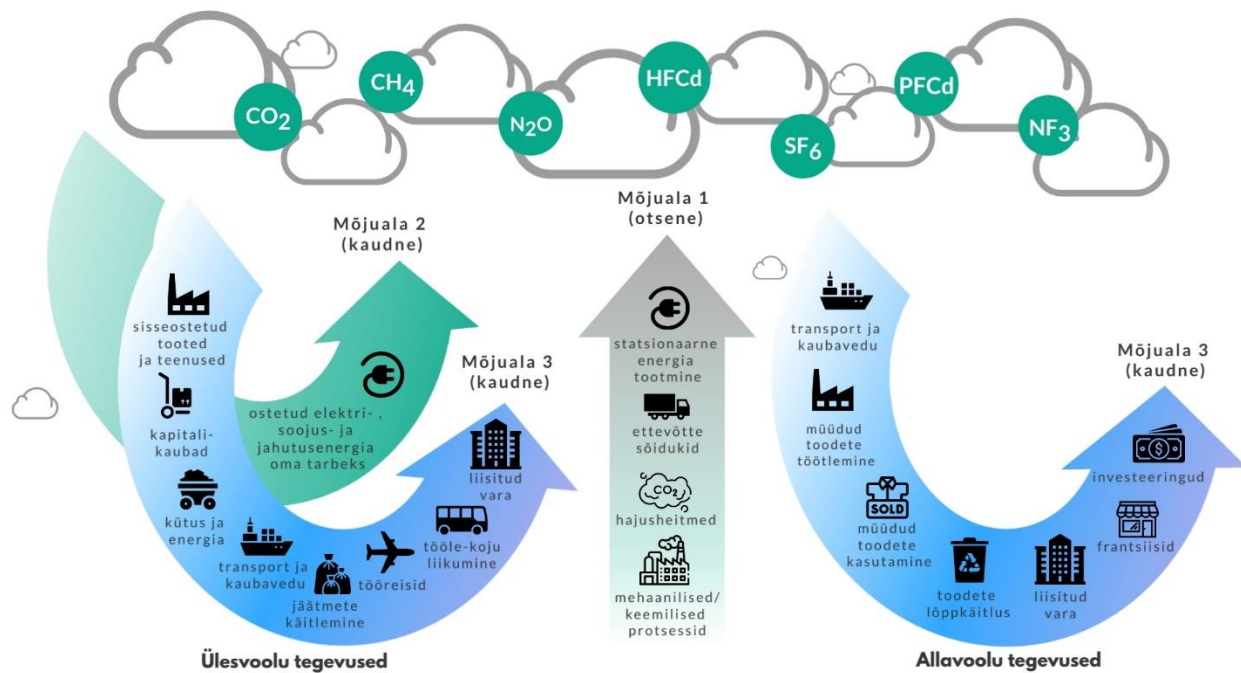 CO2
CH4
N2O
HFCd
SF6
PFCd
NF3
Mõjuala 2
(kaudne)
Mõjuala 1
(otsene)
Mõjuala 3
(kaudne)
Mõjuala 3
(kaudne)
sisseostetud
tooted
ja teenused
kapitali-
kaubad
kütus ja
energia
transport ja
kaubavedu
jäätmete
käitlemine
tööreisid
tööle-koju
liikumine
liisitud
vara
ostetud elektri- ,
soojus- ja
jahutusenergia
oma tarbeks
statsionaarne
energia
tootmine
ettevõtte
sõidukid
CO2
hajusheitmed
mehaanilised/
keemilised
protsessid
transport ja
kaubavedu
müüdud
toodete
töötlemine
SOLD
müüdud
toodete
kasutamine
toodete
lõppkäitlus
liisitud
vara
frantsiisid
investeeringud
Ülesvoolu tegevused
Allavoolu tegevused